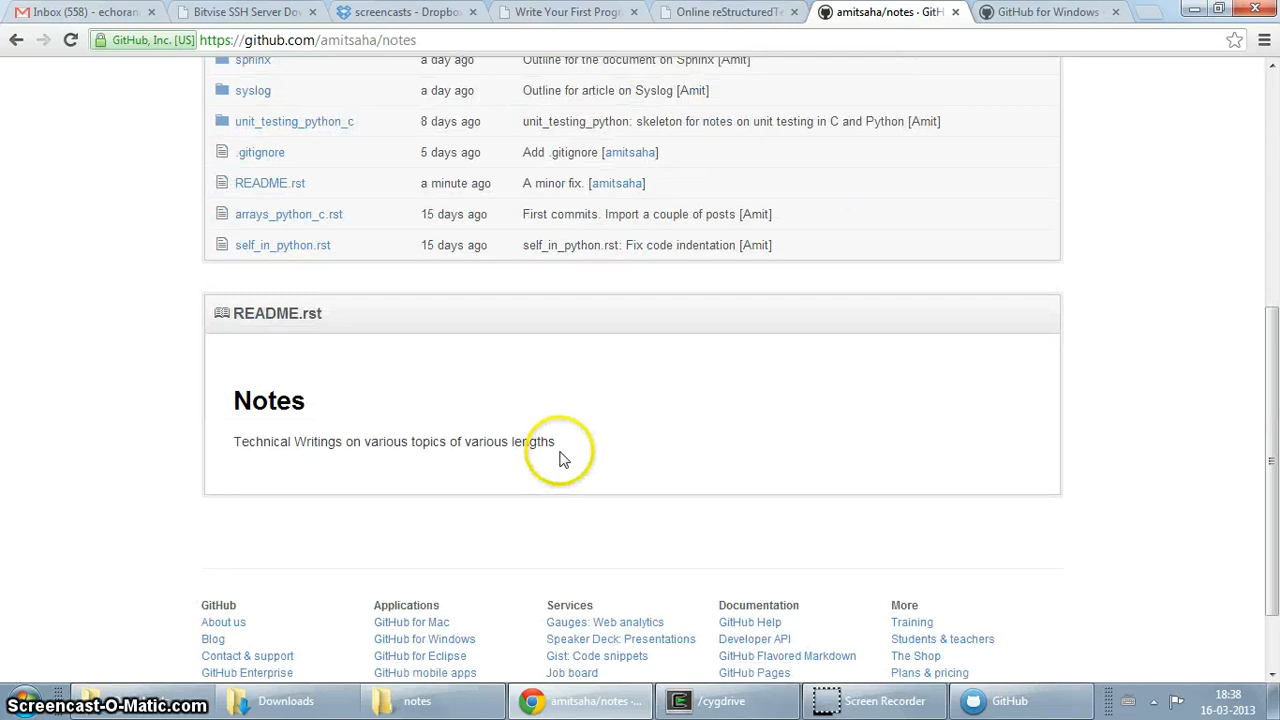 Inbox (558) - echoran
Bitvise SSH Server Do
screencasts - Dropbo
Write Your First Progr
Online reStructuredTe
amitsaha/notes · GitH
GitHub for Windows
GitHub, Inc. [US]
https://github.com/amitsaha/notes
sphinx a day ago Outline for the document on Sphinx [Amit]
syslog a day ago Outline for article on Syslog [Amit]
unit_testing_python_c 8 days ago unit_testing_python: skeleton for notes on unit testing in C and Python [Amit]
.gitignore 5 days ago Add .gitignore [amitsaha]
README.rst a minute ago A minor fix. [amitsaha]
arrays_python_c.rst 15 days ago First commits. Import a couple of posts [Amit]
self_in_python.rst 15 days ago self_in_python.rst: Fix code indentation [Amit]
README.rst
Notes
Technical Writings on various topics of various lengths
GitHub Applications Services Documentation More
About us GitHub for Mac Gauges: Web analytics GitHub Help Training
Blog GitHub for Windows Speaker Deck: Presentations Developer API Students & teachers
Contact & support GitHub for Eclipse Gist: Code snippets GitHub Flavored Markdown The Shop
GitHub Enterprise GitHub mobile apps Job board GitHub Pages Plans & pricing
Downloads
notes
amitsaha/notes -...
/cygdrive
Screen Recorder
GitHub
18:38
16-03-2013
Screencast-O-Matic.com